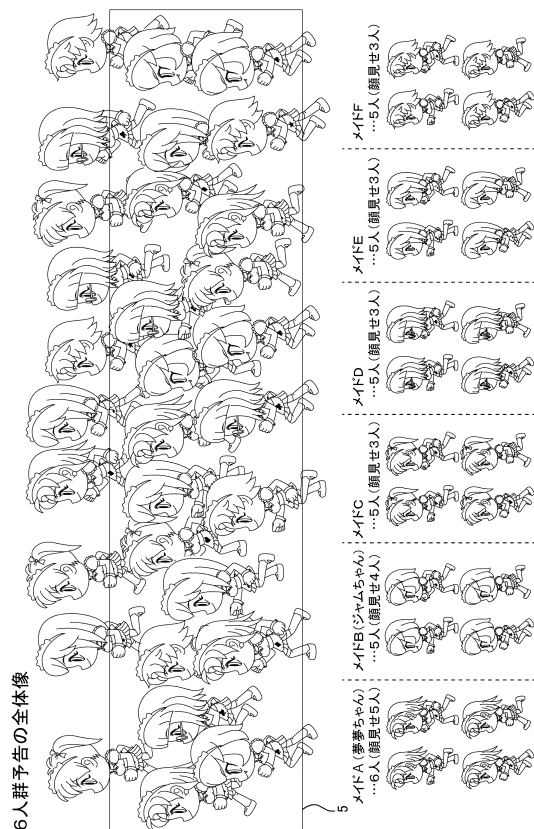 6人群予告の全体像
5
メイドA(夢夢ちゃん)
…6人(顔見せ5人)
メイドB(ジャムちゃん)
…5人(顔見せ4人)
メイドC
…5人(顔見せ3人)
メイドD
…5人(顔見せ3人)
メイドE
…5人(顔見せ3人)
メイドF
…5人(顔見せ3人)